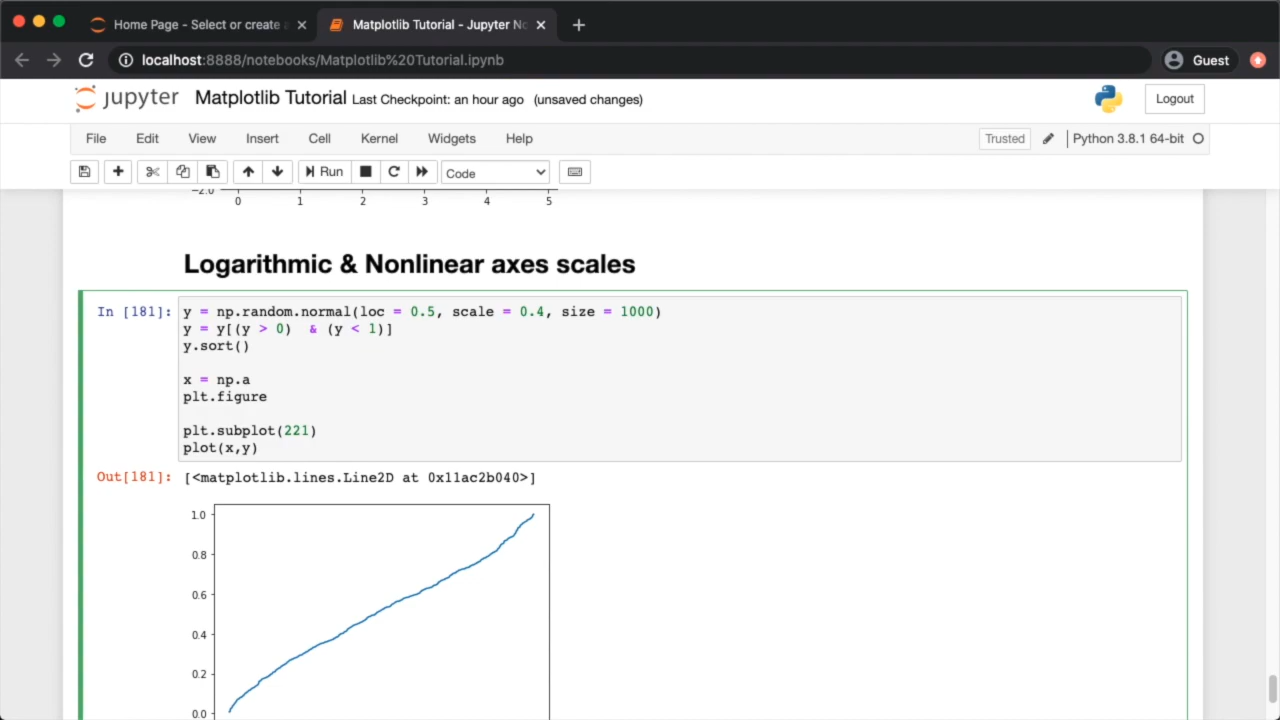 Home Page - Select or create a
Matplotlib Tutorial - Jupyter No
localhost:8888/notebooks/Matplotlib%20Tutorial.ipynb
Guest
jupyter Matplotlib Tutorial Last Checkpoint: an hour ago (unsaved changes)
Logout
File Edit View Insert Cell Kernel Widgets Help
Trusted Python 3.8.1 64-bit
Run Code
−2.0
0 1 2 3 4 5
Logarithmic & Nonlinear axes scales
In [181]: y = np.random.normal(loc = 0.5, scale = 0.4, size = 1000)
y = y[(y > 0)  & (y < 1)]
y.sort()
x = np.a
plt.figure
plt.subplot(221)
plot(x,y)
Out[181]: [<matplotlib.lines.Line2D at 0x11ac2b040>]
1.0
0.8
0.6
0.4
0.2
0.0